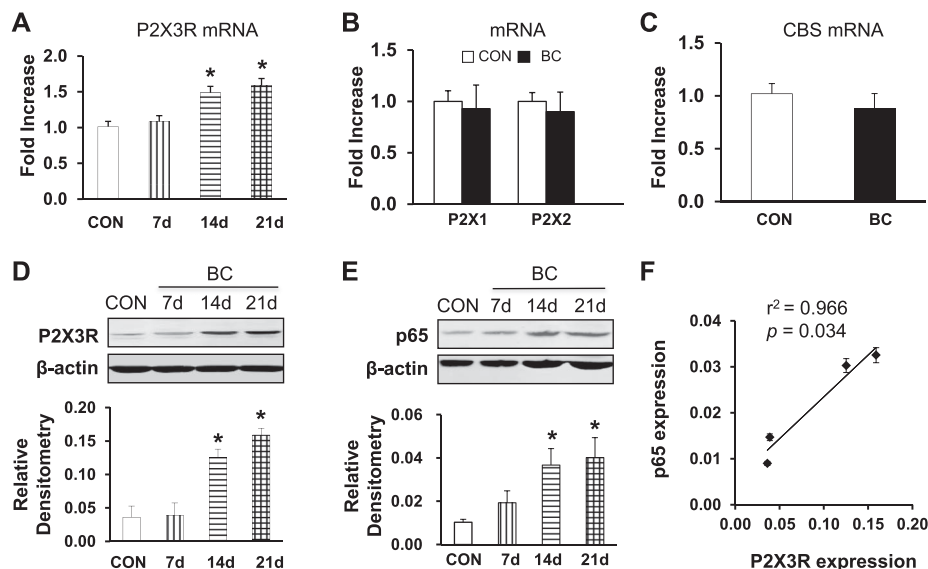 A
P2X3R mRNA
Fold Increase
2.0
1.5
1.0
0.5
0.0
*
*
CON 7d 14d 21d
B
mRNA
CON BC
Fold Increase
1.5
1.0
0.5
0.0
P2X1 P2X2
C
CBS mRNA
Fold Increase
1.5
1.0
0.5
0.0
CON BC
D
BC
CON 7d 14d 21d
P2X3R
β-actin
Relative
Densitometry
0.20
0.15
0.10
0.05
0.00
*
*
CON 7d 14d 21d
E
BC
CON 7d 14d 21d
p65
β-actin
Relative
Densitometry
0.06
0.04
0.02
0.00
*
*
CON 7d 14d 21d
F
r² = 0.966
p = 0.034
p65 expression
0.04
0.03
0.02
0.01
0.00
0.00 0.05 0.10 0.15 0.20
P2X3R expression